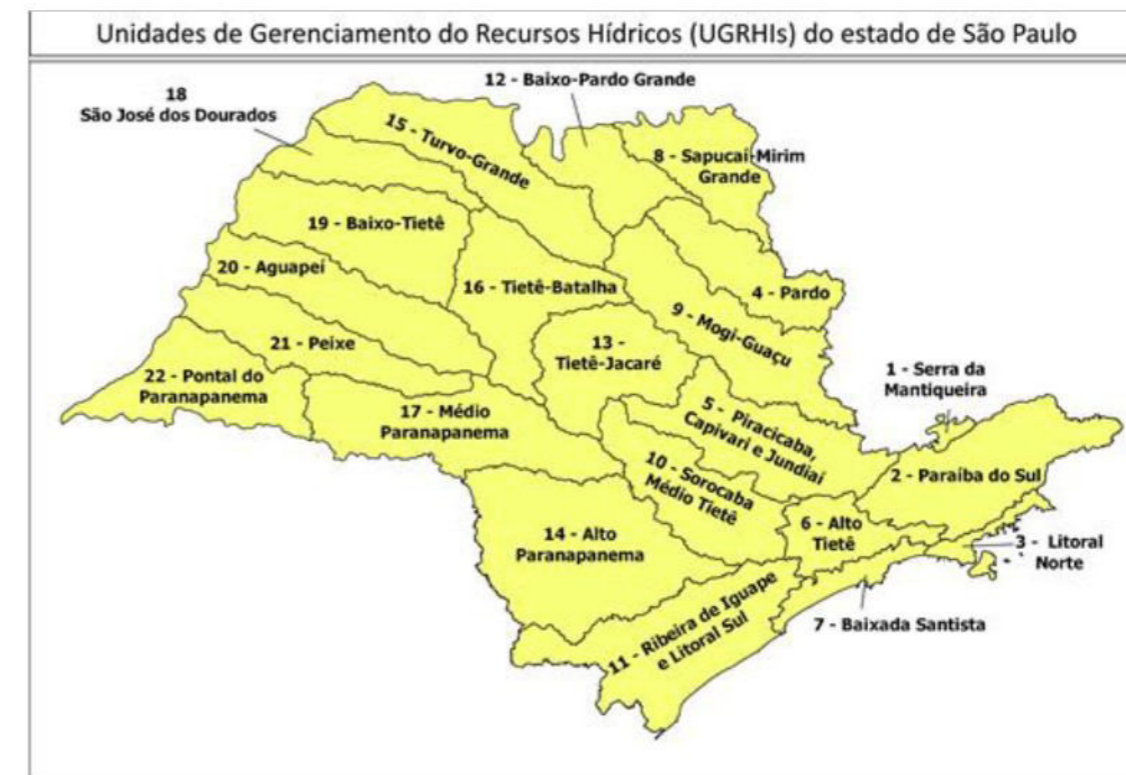 Unidades de Gerenciamento do Recursos Hídricos (UGRHIs) do estado de São Paulo
12 - Baixo-Pardo Grande
18
São José dos Dourados
15 - Turvo-Grande
8 - Sapucaí-Mirim
Grande
19 - Baixo-Tietê
20 - Aguapeí
16 - Tietê-Batalha
4 - Pardo
9 - Mogi-Guaçu
21 - Peixe
13 -
Tietê-Jacaré
1 - Serra da
Mantiqueira
22 - Pontal do
Paranapanema
17 - Médio
Paranapanema
5 - Piracicaba,
Capivari e Jundiaí
10 - Sorocaba
Médio Tietê
2 - Paraíba do Sul
14 - Alto
Paranapanema
6 - Alto
Tietê
3 - Litoral
Norte
11 - Ribeira de Iguape
e Litoral Sul
7 - Baixada Santista